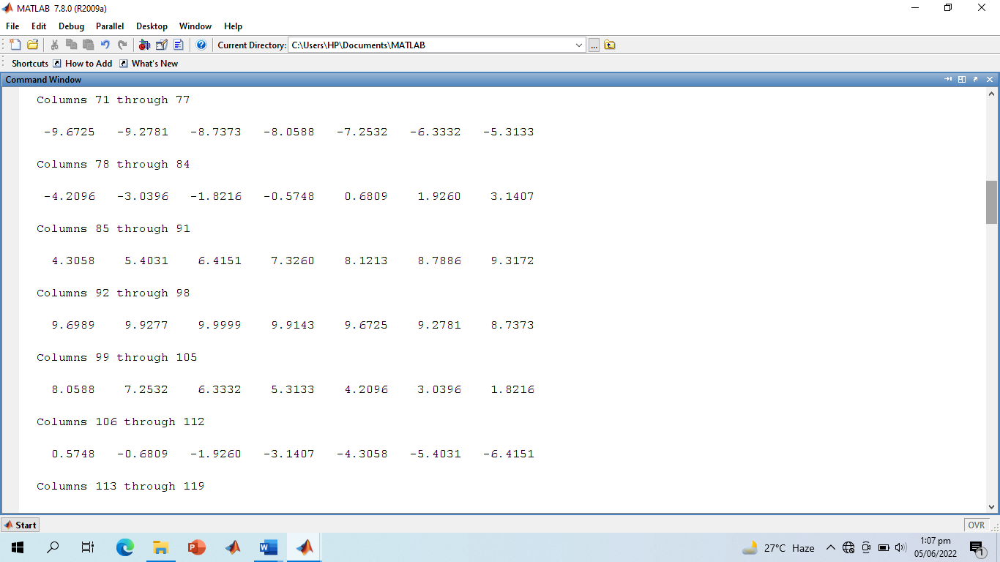 MATLAB 7.8.0 (R2009a)
File Edit Debug Parallel Desktop Window Help
Current Directory: C:\Users\HP\Documents\MATLAB ...
Shortcuts How to Add What's New
Command Window
Columns 71 through 77
-9.6725 -9.2781 -8.7373 -8.0588 -7.2532 -6.3332 -5.3133
Columns 78 through 84
-4.2096 -3.0396 -1.8216 -0.5748 0.6809 1.9260 3.1407
Columns 85 through 91
4.3058 5.4031 6.4151 7.3260 8.1213 8.7886 9.3172
Columns 92 through 98
9.6989 9.9277 9.9999 9.9143 9.6725 9.2781 8.7373
Columns 99 through 105
8.0588 7.2532 6.3332 5.3133 4.2096 3.0396 1.8216
Columns 106 through 112
0.5748 -0.6809 -1.9260 -3.1407 -4.3058 -5.4031 -6.4151
Columns 113 through 119
Start OVR
27°C Haze 1:07 pm
05/06/2022 1